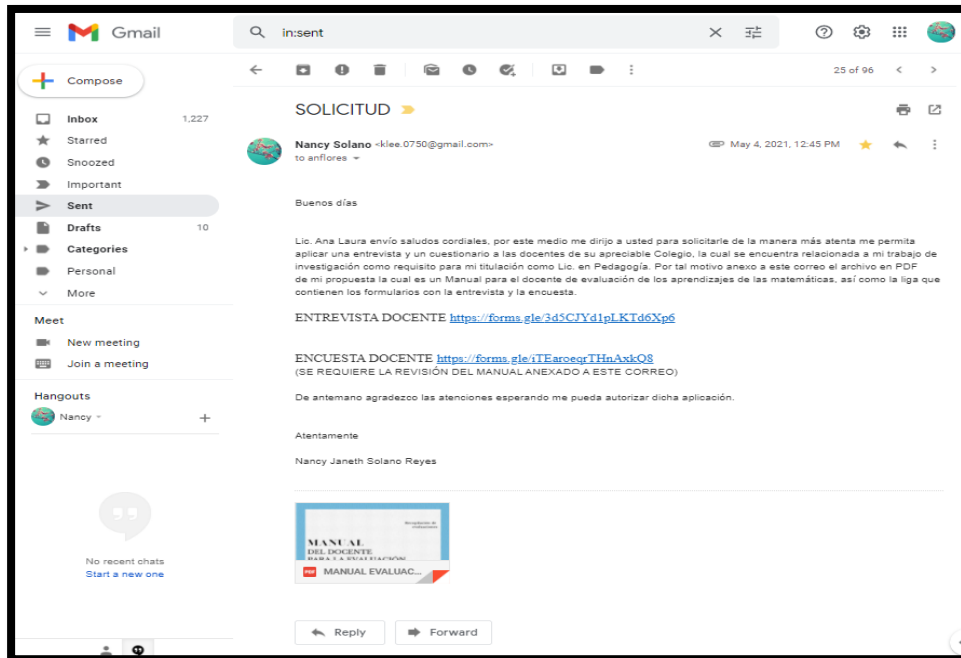 Gmail
in:sent
Compose
25 of 96
Inbox 1,227
Starred
Snoozed
Important
Sent
Drafts 10
Categories
Personal
More
Meet
New meeting
Join a meeting
Hangouts
Nancy
No recent chats
Start a new one
SOLICITUD
Nancy Solano <klee.0750@gmail.com>
May 4, 2021, 12:45 PM
to anflores
Buenos días
Lic. Ana Laura envío saludos cordiales, por este medio me dirijo a usted para solicitarle de la manera más atenta me permita
aplicar una entrevista y un cuestionario a las docentes de su apreciable Colegio, la cual se encuentra relacionada a mi trabajo de
investigación como requisito para mi titulación como Lic. en Pedagogía. Por tal motivo anexo a este correo el archivo en PDF
de mi propuesta la cual es un Manual para el docente de evaluación de los aprendizajes de las matemáticas, así como la liga que
contienen los formularios con la entrevista y la encuesta.
ENTREVISTA DOCENTE https://forms.gle/3d5CJYd1pLKTd6Xp6
ENCUESTA DOCENTE https://forms.gle/iTEaroeqrTHnAxkQ8
(SE REQUIERE LA REVISIÓN DEL MANUAL ANEXADO A ESTE CORREO)
De antemano agradezco las atenciones esperando me pueda autorizar dicha aplicación.
Atentamente
Nancy Janeth Solano Reyes
MANUAL
DEL DOCENTE
PARA LA EVALUACIÓN
PDF MANUAL EVALUAC...
Reply
Forward